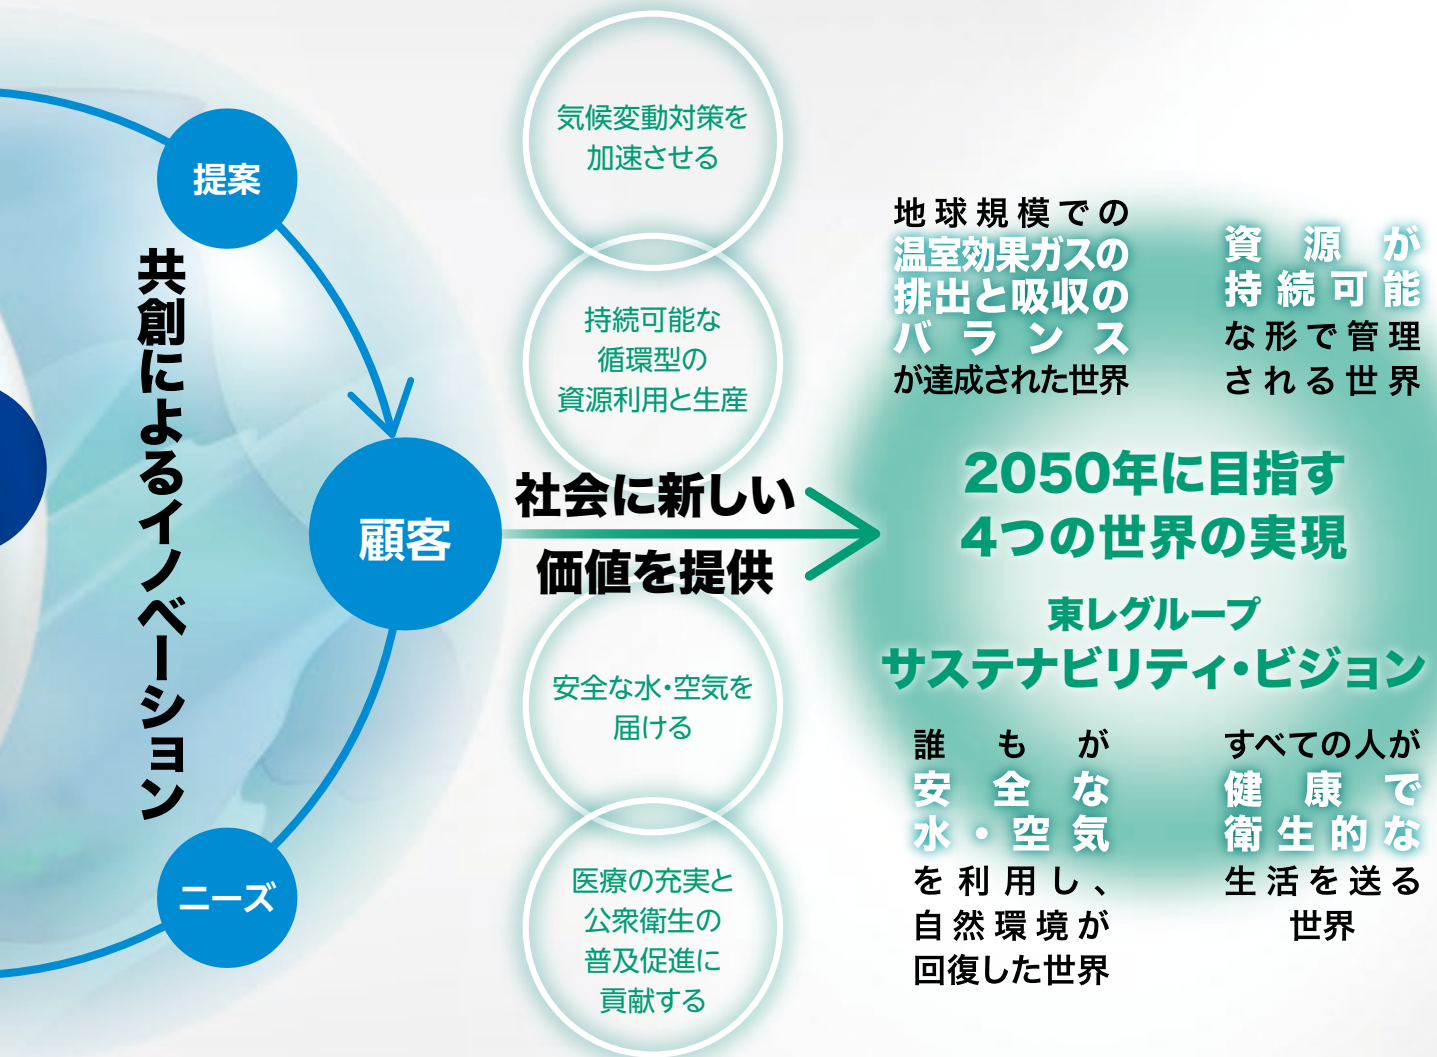 提案
共創によるイノベーション
顧客
ニーズ
気候変動対策を
加速させる
持続可能な
循環型の
資源利用と生産
社会に新しい
価値を提供
安全な水・空気を
届ける
医療の充実と
公衆衛生の
普及促進に
貢献する
地球規模での
温室効果ガスの
排出と吸収の
バランス
が達成された世界
資源が
持続可能
な形で管理
される世界
2050年に目指す
4つの世界の実現
東レグループ
サステナビリティ・ビジョン
誰もが
安全な
水・空気
を利用し、
自然環境が
回復した世界
すべての人が
健康で
衛生的な
生活を送る
世界